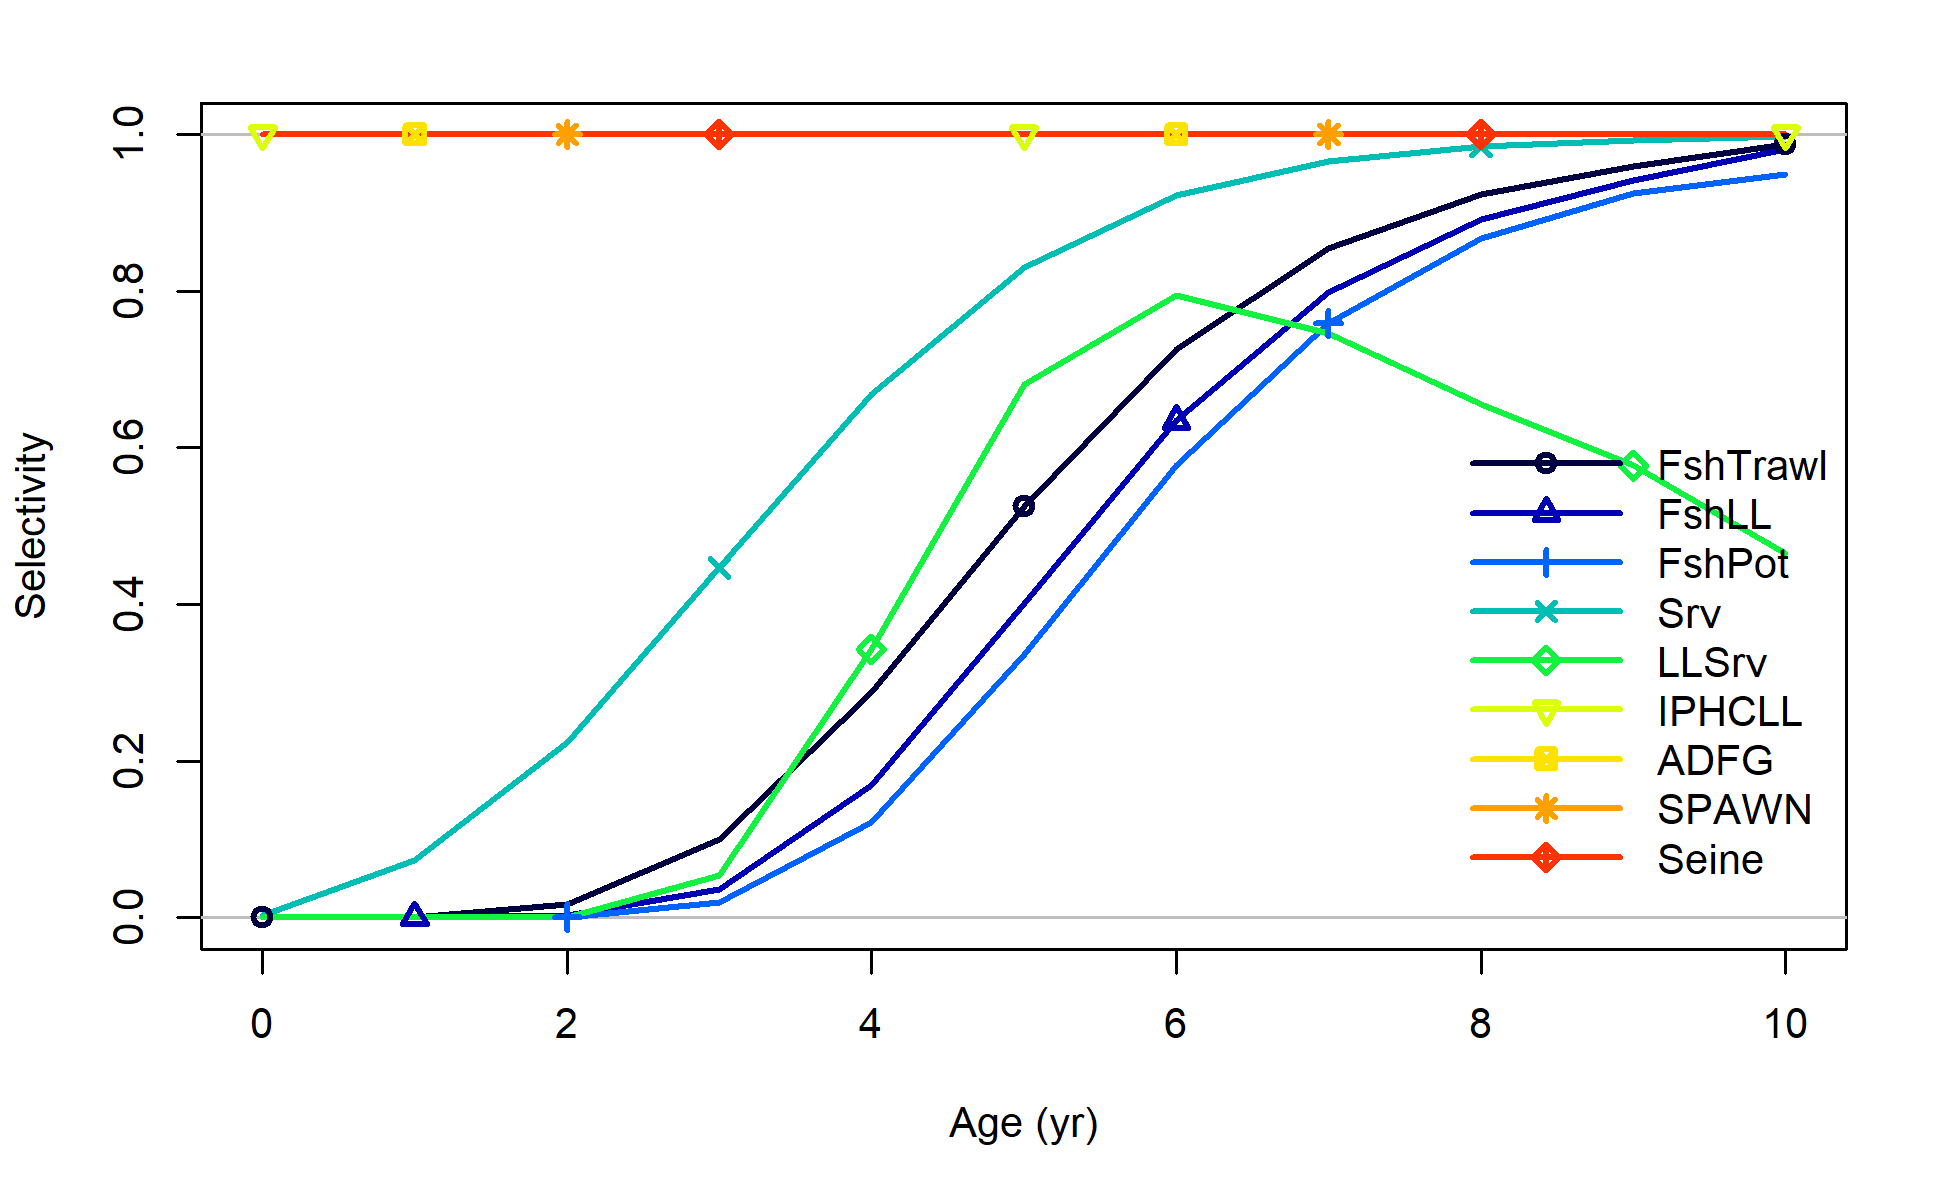 Selectivity
1.0
0.8
0.6
0.4
0.2
0.0
FshTrawl
FshLL
FshPot
Srv
LLSrv
IPHCLL
ADFG
SPAWN
Seine
0 2 4 6 8 10
Age (yr)